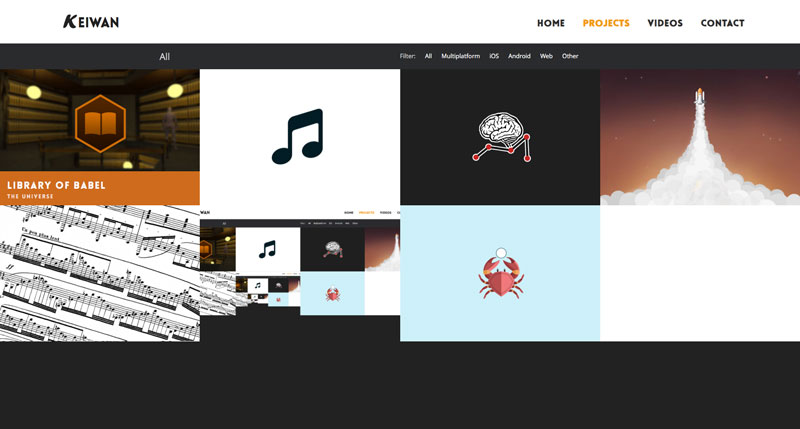 KEIWAN
HOME PROJECTS VIDEOS CONTACT
All
Filter: All Multiplatform iOS Android Web Other
LIBRARY OF BABEL
THE UNIVERSE
Un peu plus lent
ff
WAN
HOME PROJECTS VIDEOS